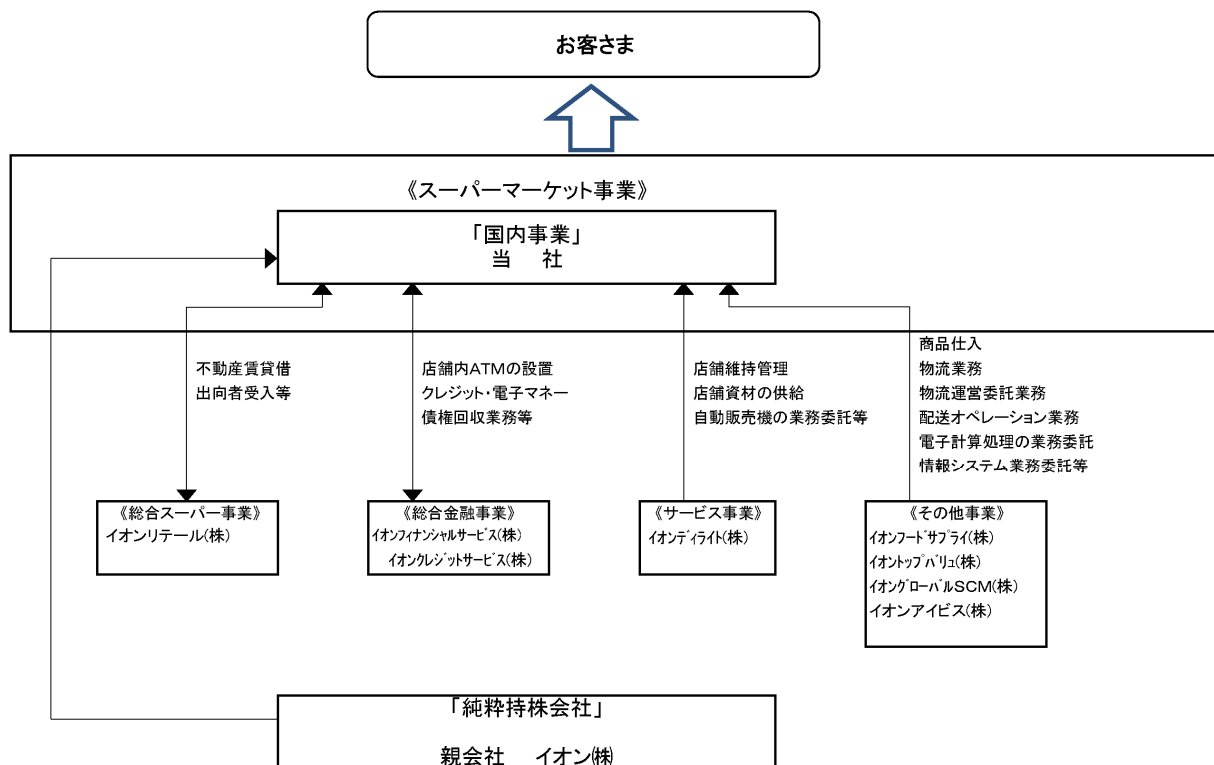 お客さま
《スーパーマーケット事業》
「国内事業」
当　社
不動産賃貸借
出向者受入等
店舗内ATMの設置
クレジット・電子マネー
債権回収業務等
店舗維持管理
店舗資材の供給
自動販売機の業務委託等
商品仕入
物流業務
物流運営委託業務
配送オペレーション業務
電子計算処理の業務委託
情報システム業務委託等
《総合スーパー事業》
イオンリテール(株)
《総合金融事業》
イオンフィナンシャルサービス(株)
イオンクレジットサービス(株)
《サービス事業》
イオンディライト(株)
《その他事業》
イオンフードサプライ(株)
イオントップバリュ(株)
イオングローバルSCM(株)
イオンアイビス(株)
「純粋持株会社」
親会社　イオン㈱